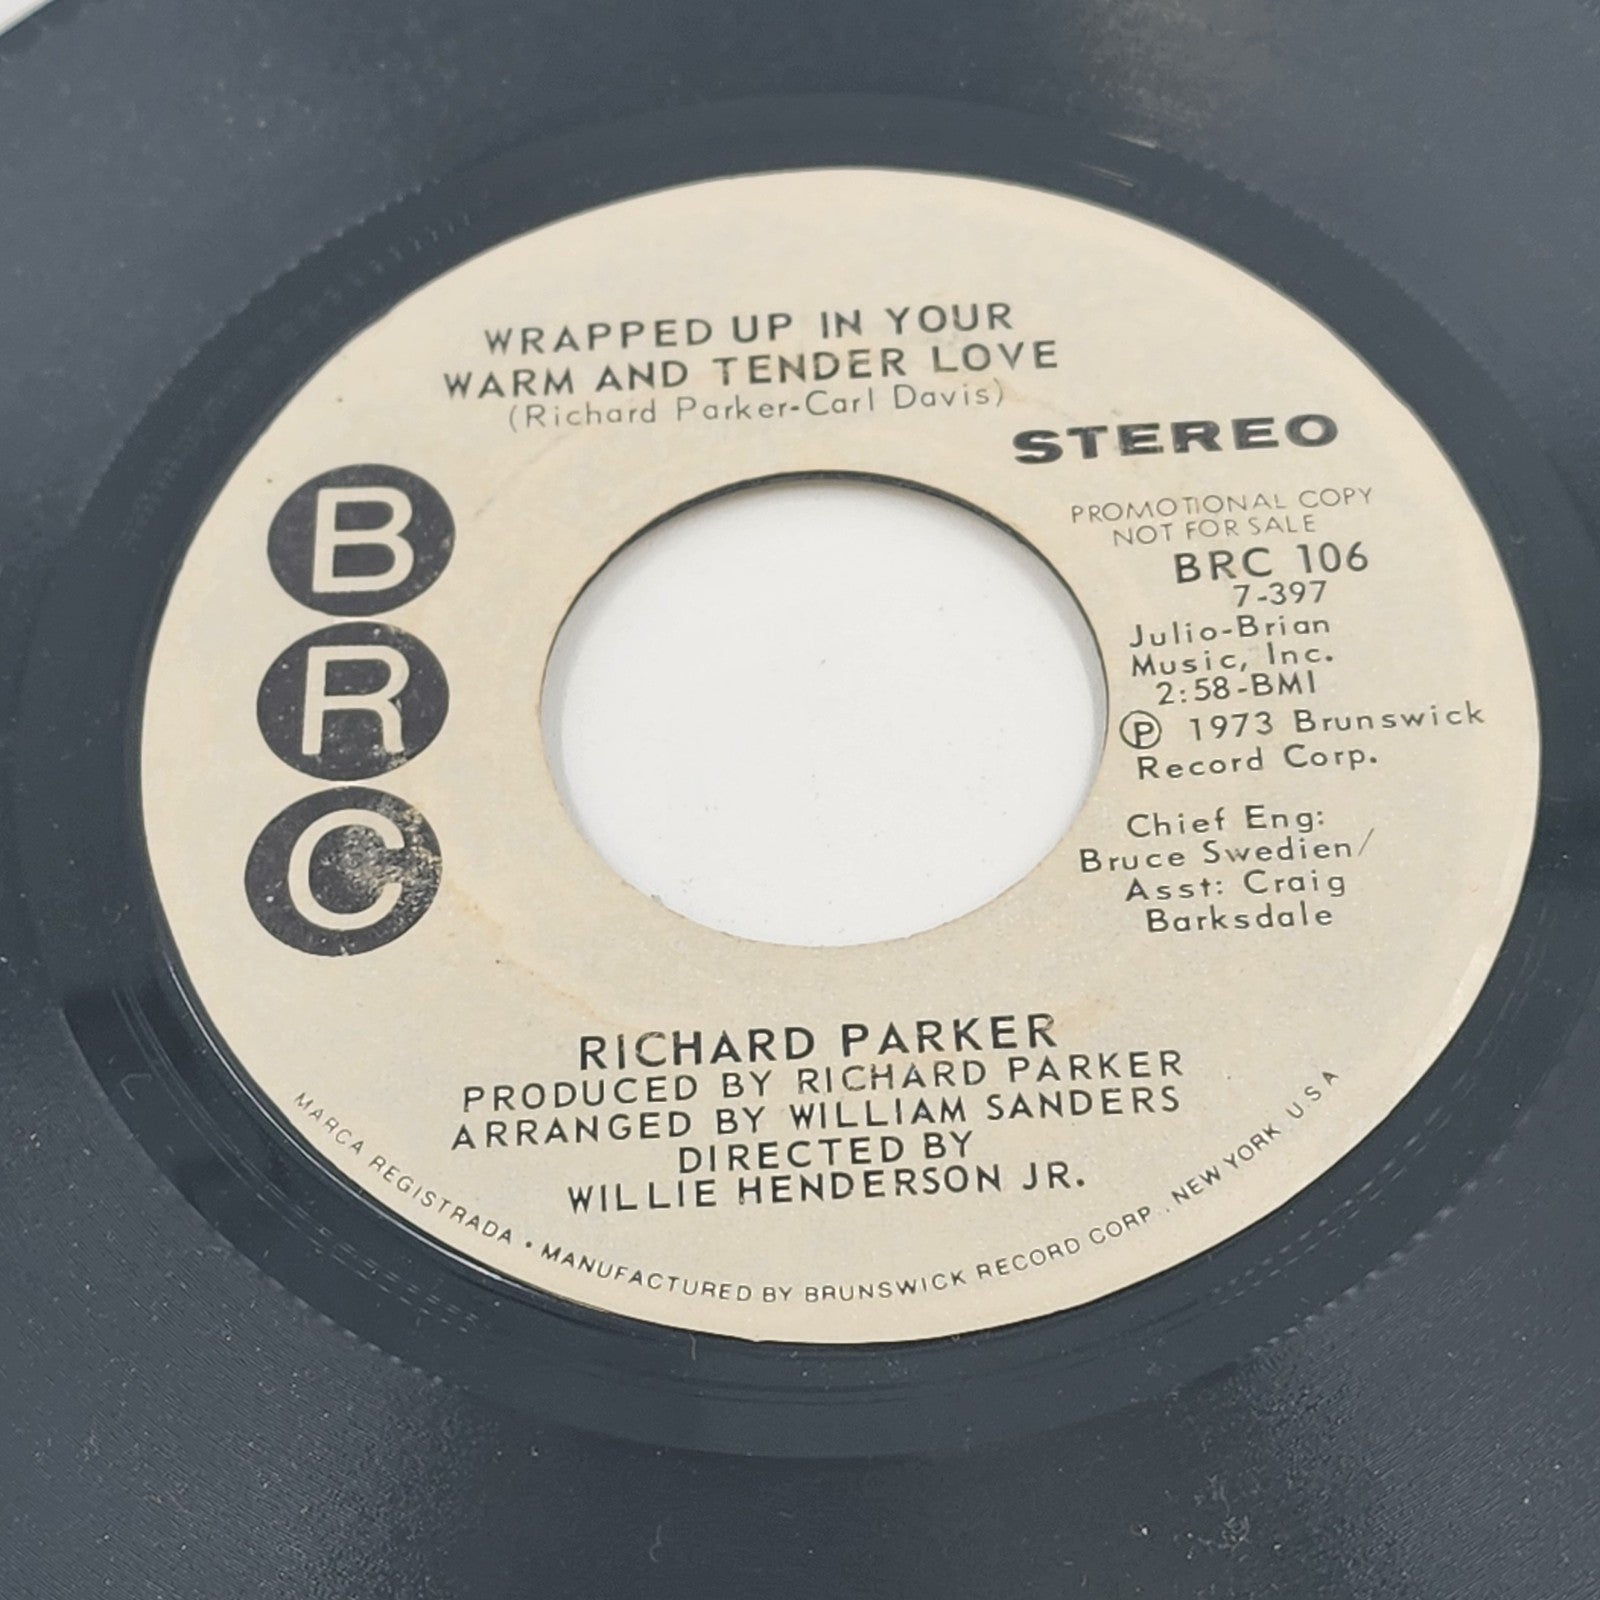 WRAPPED UP IN YOUR
WARM AND TENDER LOVE
(Richard Parker-Carl Davis)
STEREO
B
R
C
PROMOTIONAL COPY
NOT FOR SALE
BRC 106
7-397
Julio-Brian
Music, Inc.
2:58-BMI
Ⓟ 1973 Brunswick
Record Corp.
Chief Eng:
Bruce Swedien/
Asst: Craig
Barksdale
RICHARD PARKER
PRODUCED BY RICHARD PARKER
ARRANGED BY WILLIAM SANDERS
DIRECTED BY
WILLIE HENDERSON JR.
MARCA REGISTRADA • MANUFACTURED BY BRUNSWICK RECORD CORP., NEW YORK U.S.A